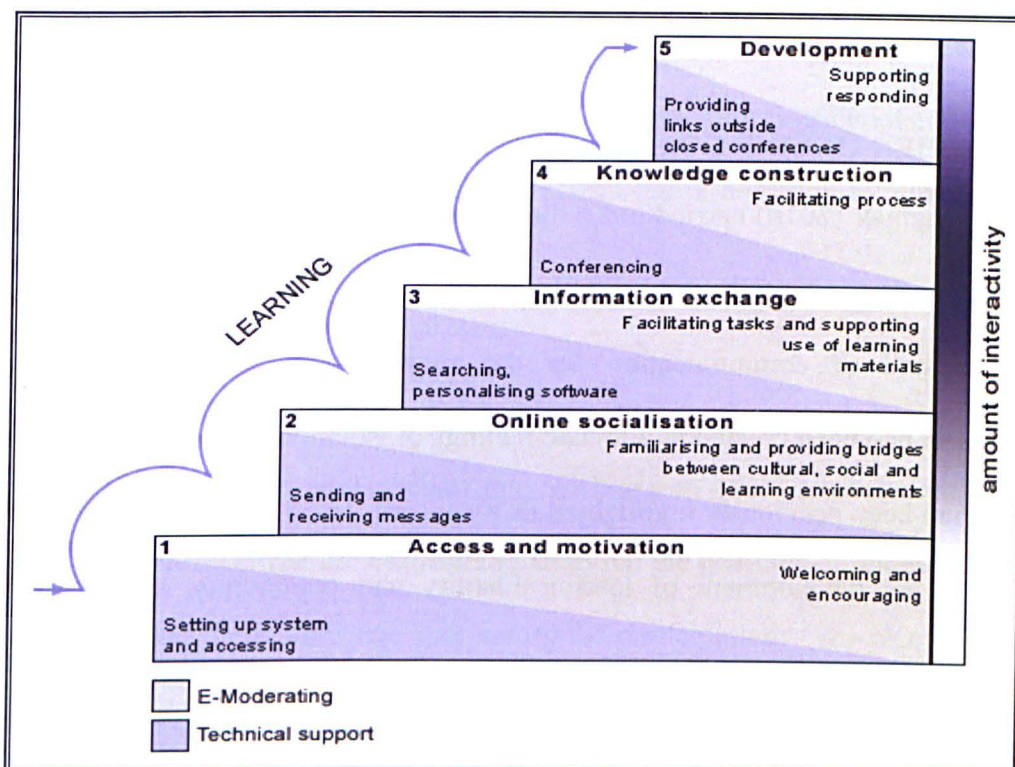 5 Development
Supporting
responding
Providing
links outside
closed conferences
4 Knowledge construction
Facilitating process
Conferencing
3 Information exchange
Facilitating tasks and supporting
use of learning
materials
Searching,
personalising software
2 Online socialisation
Familiarising and providing bridges
between cultural, social and
learning environments
Sending and
receiving messages
1 Access and motivation
Welcoming and
encouraging
Setting up system
and accessing
LEARNING
amount of interactivity
E-Moderating
Technical support